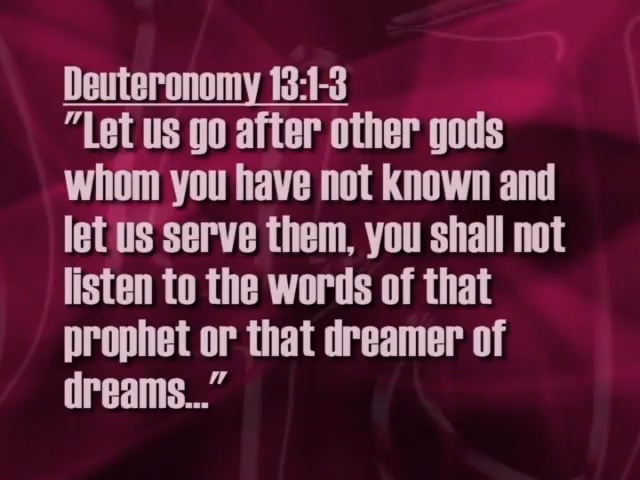 Deuteronomy 13:1-3
"Let us go after other gods
whom you have not known and
let us serve them, you shall not
listen to the words of that
prophet or that dreamer of
dreams..."